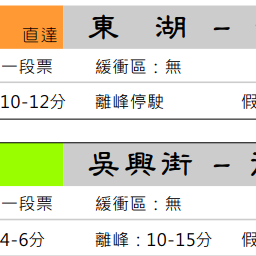 直達 東 湖 -
一段票 緩衝區：無
10-12分 離峰停駛 假
吳興街 -
一段票 緩衝區：無
4-6分 離峰：10-15分 假